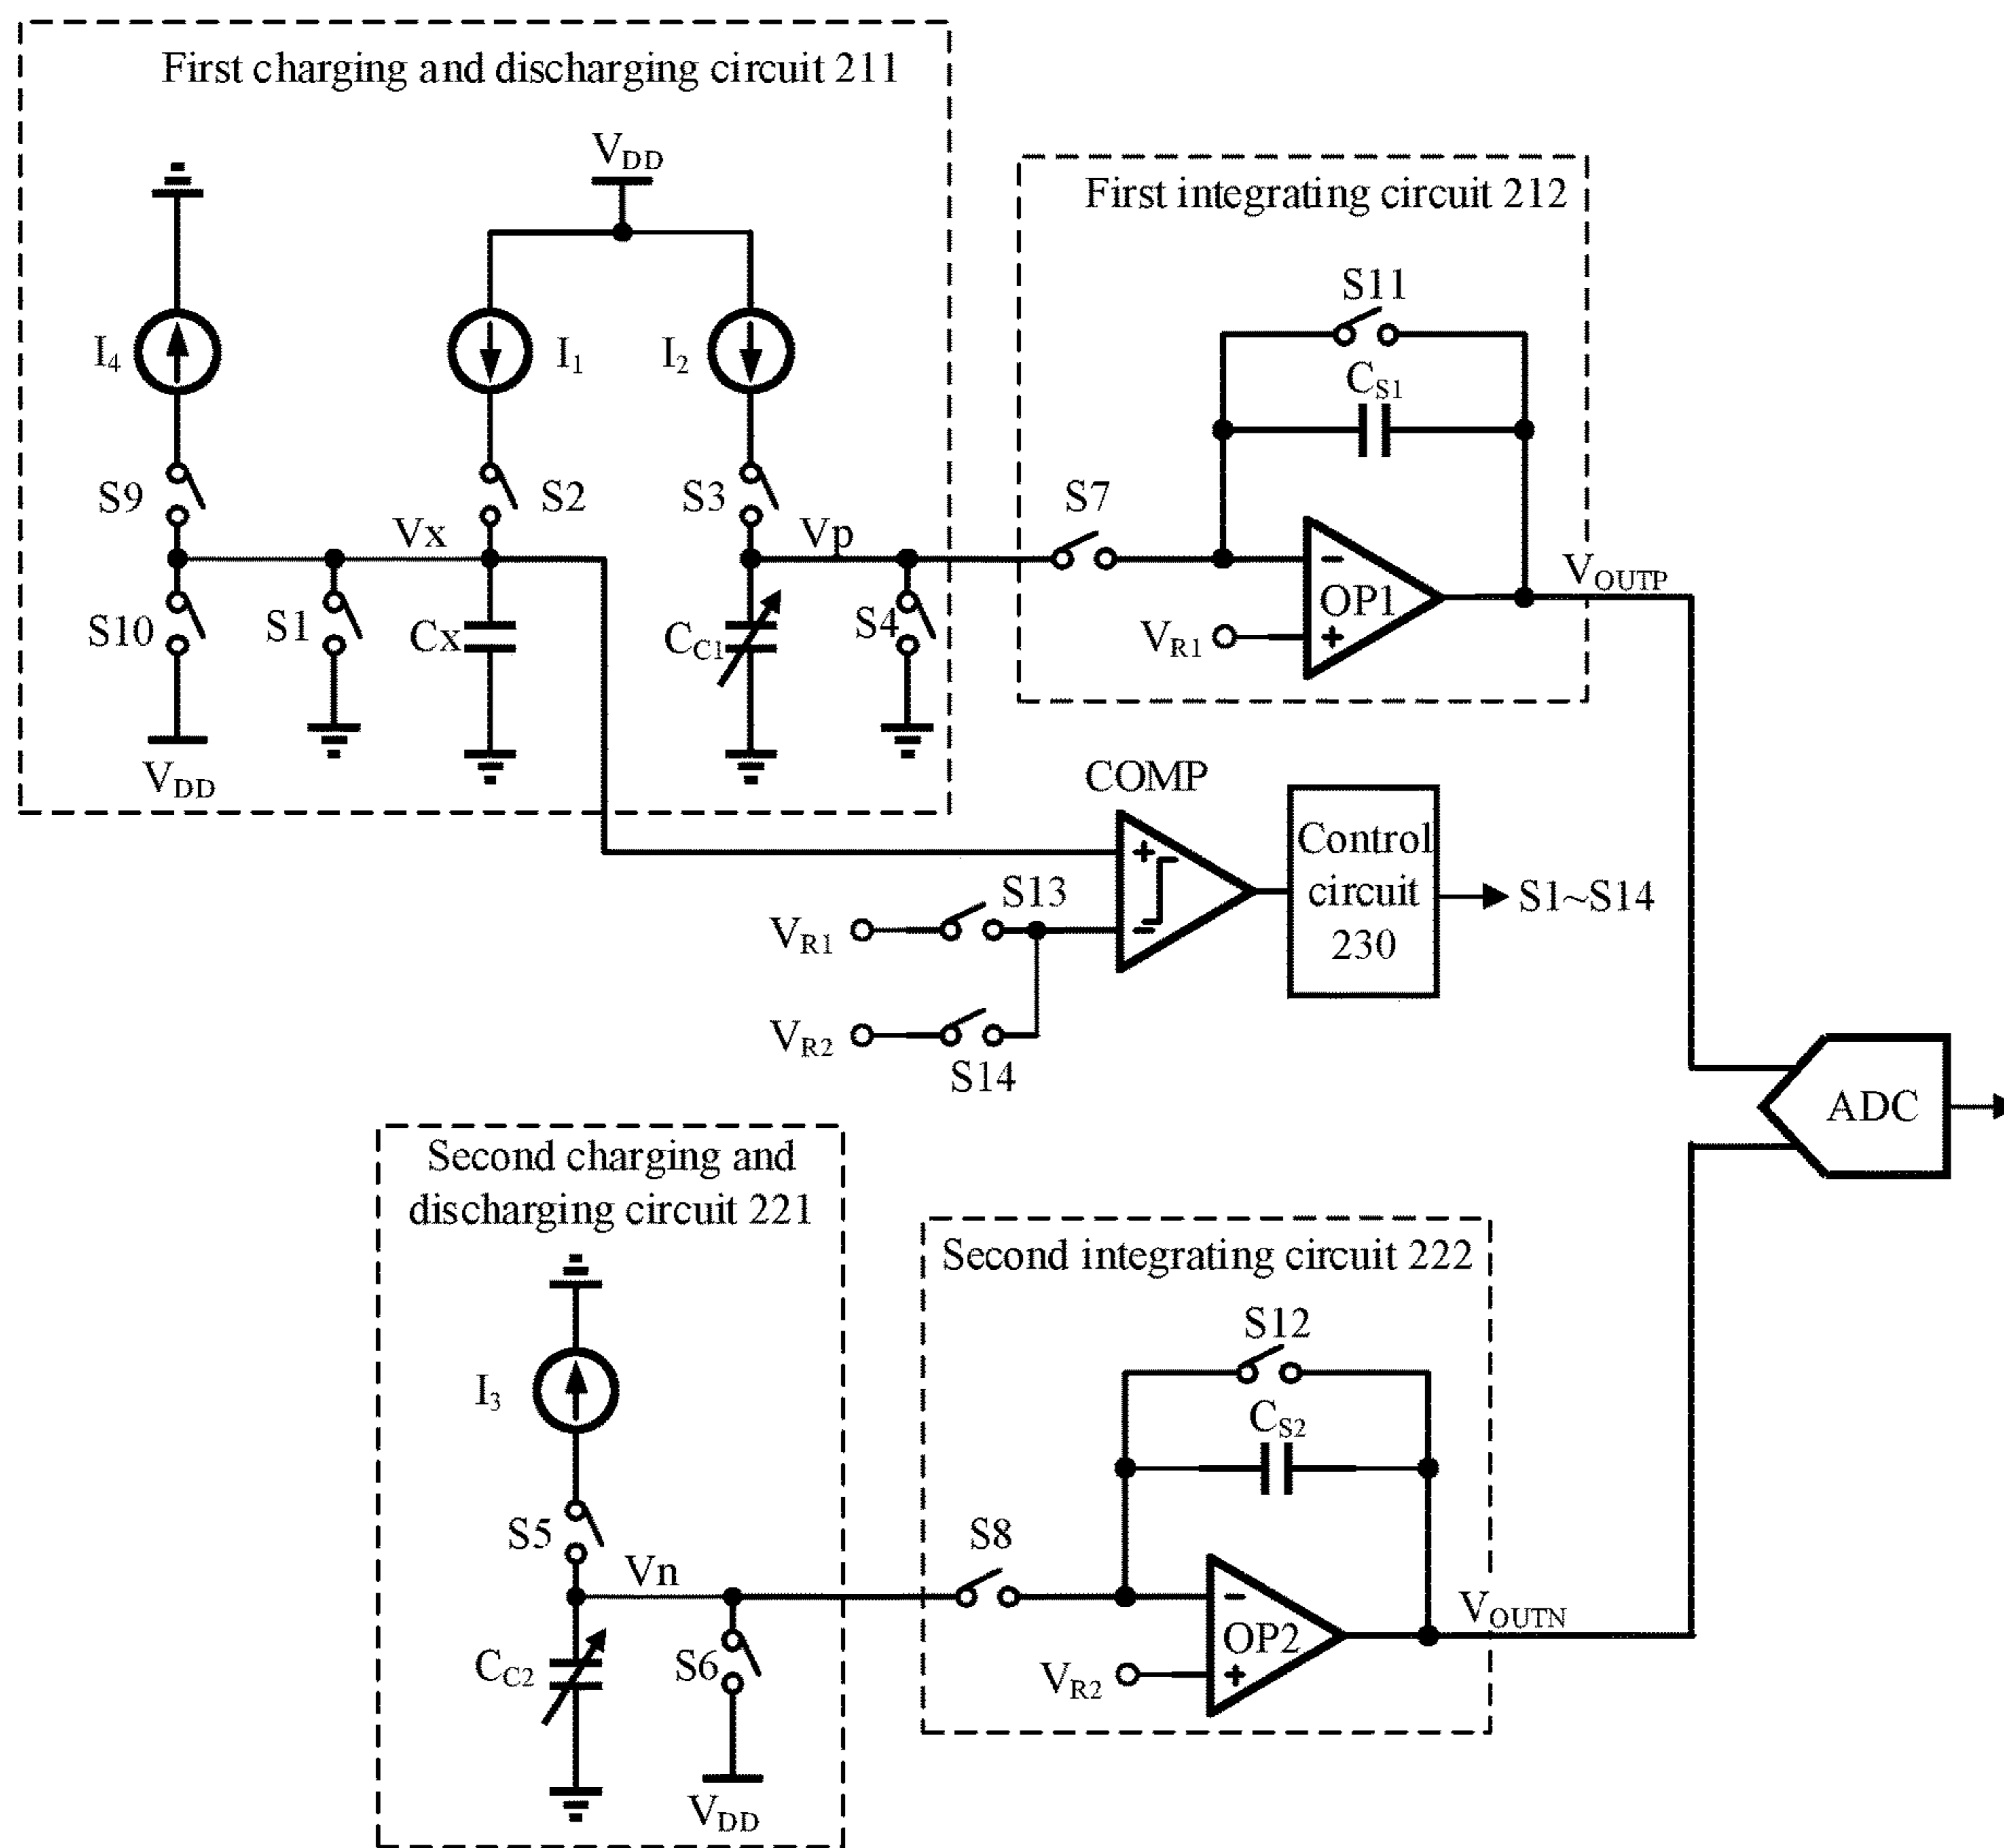 First charging and discharging circuit 211
VDD
First integrating circuit 212
S11
I4
I1
I2
CS1
S9
S2
S3
S7
Vx
Vp
−
VOUTP
S10
S1
Cx
CC1
S4
OP1
VR1
+
VDD
COMP
Control
circuit
230
+
S13
S1~S14
VR1
−
VR2
S14
ADC
Second charging and
discharging circuit 221
Second integrating circuit 222
S12
I3
CS2
S5
S8
Vn
−
VOUTN
CC2
S6
OP2
VR2
+
VDD